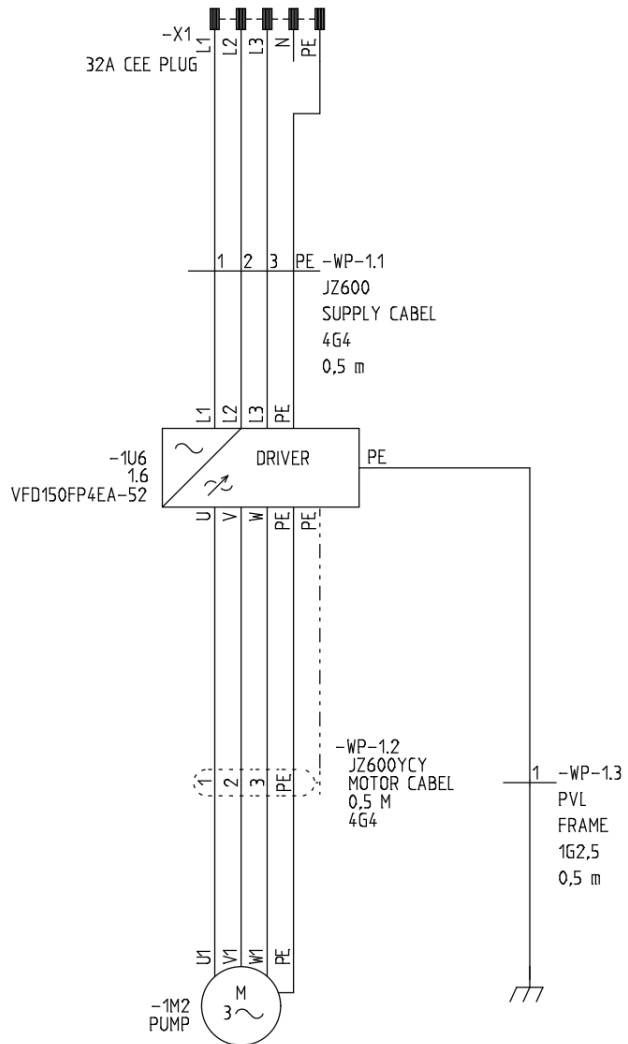 -X1
32A CEE PLUG
L1 L2 L3 N PE
1 2 3 PE -WP-1.1
JZ600
SUPPLY CABEL
4G4
0,5 m
L1 L2 L3 PE
-1U6
1.6
VFD150FP4EA-52
DRIVER
PE
U V W PE PE
-WP-1.2
JZ600YCY
MOTOR CABEL
0,5 M
4G4
1 2 3 PE
1 -WP-1.3
PVL
FRAME
1G2,5
0,5 m
U1 V1 W1 PE
-1M2
PUMP
M
3